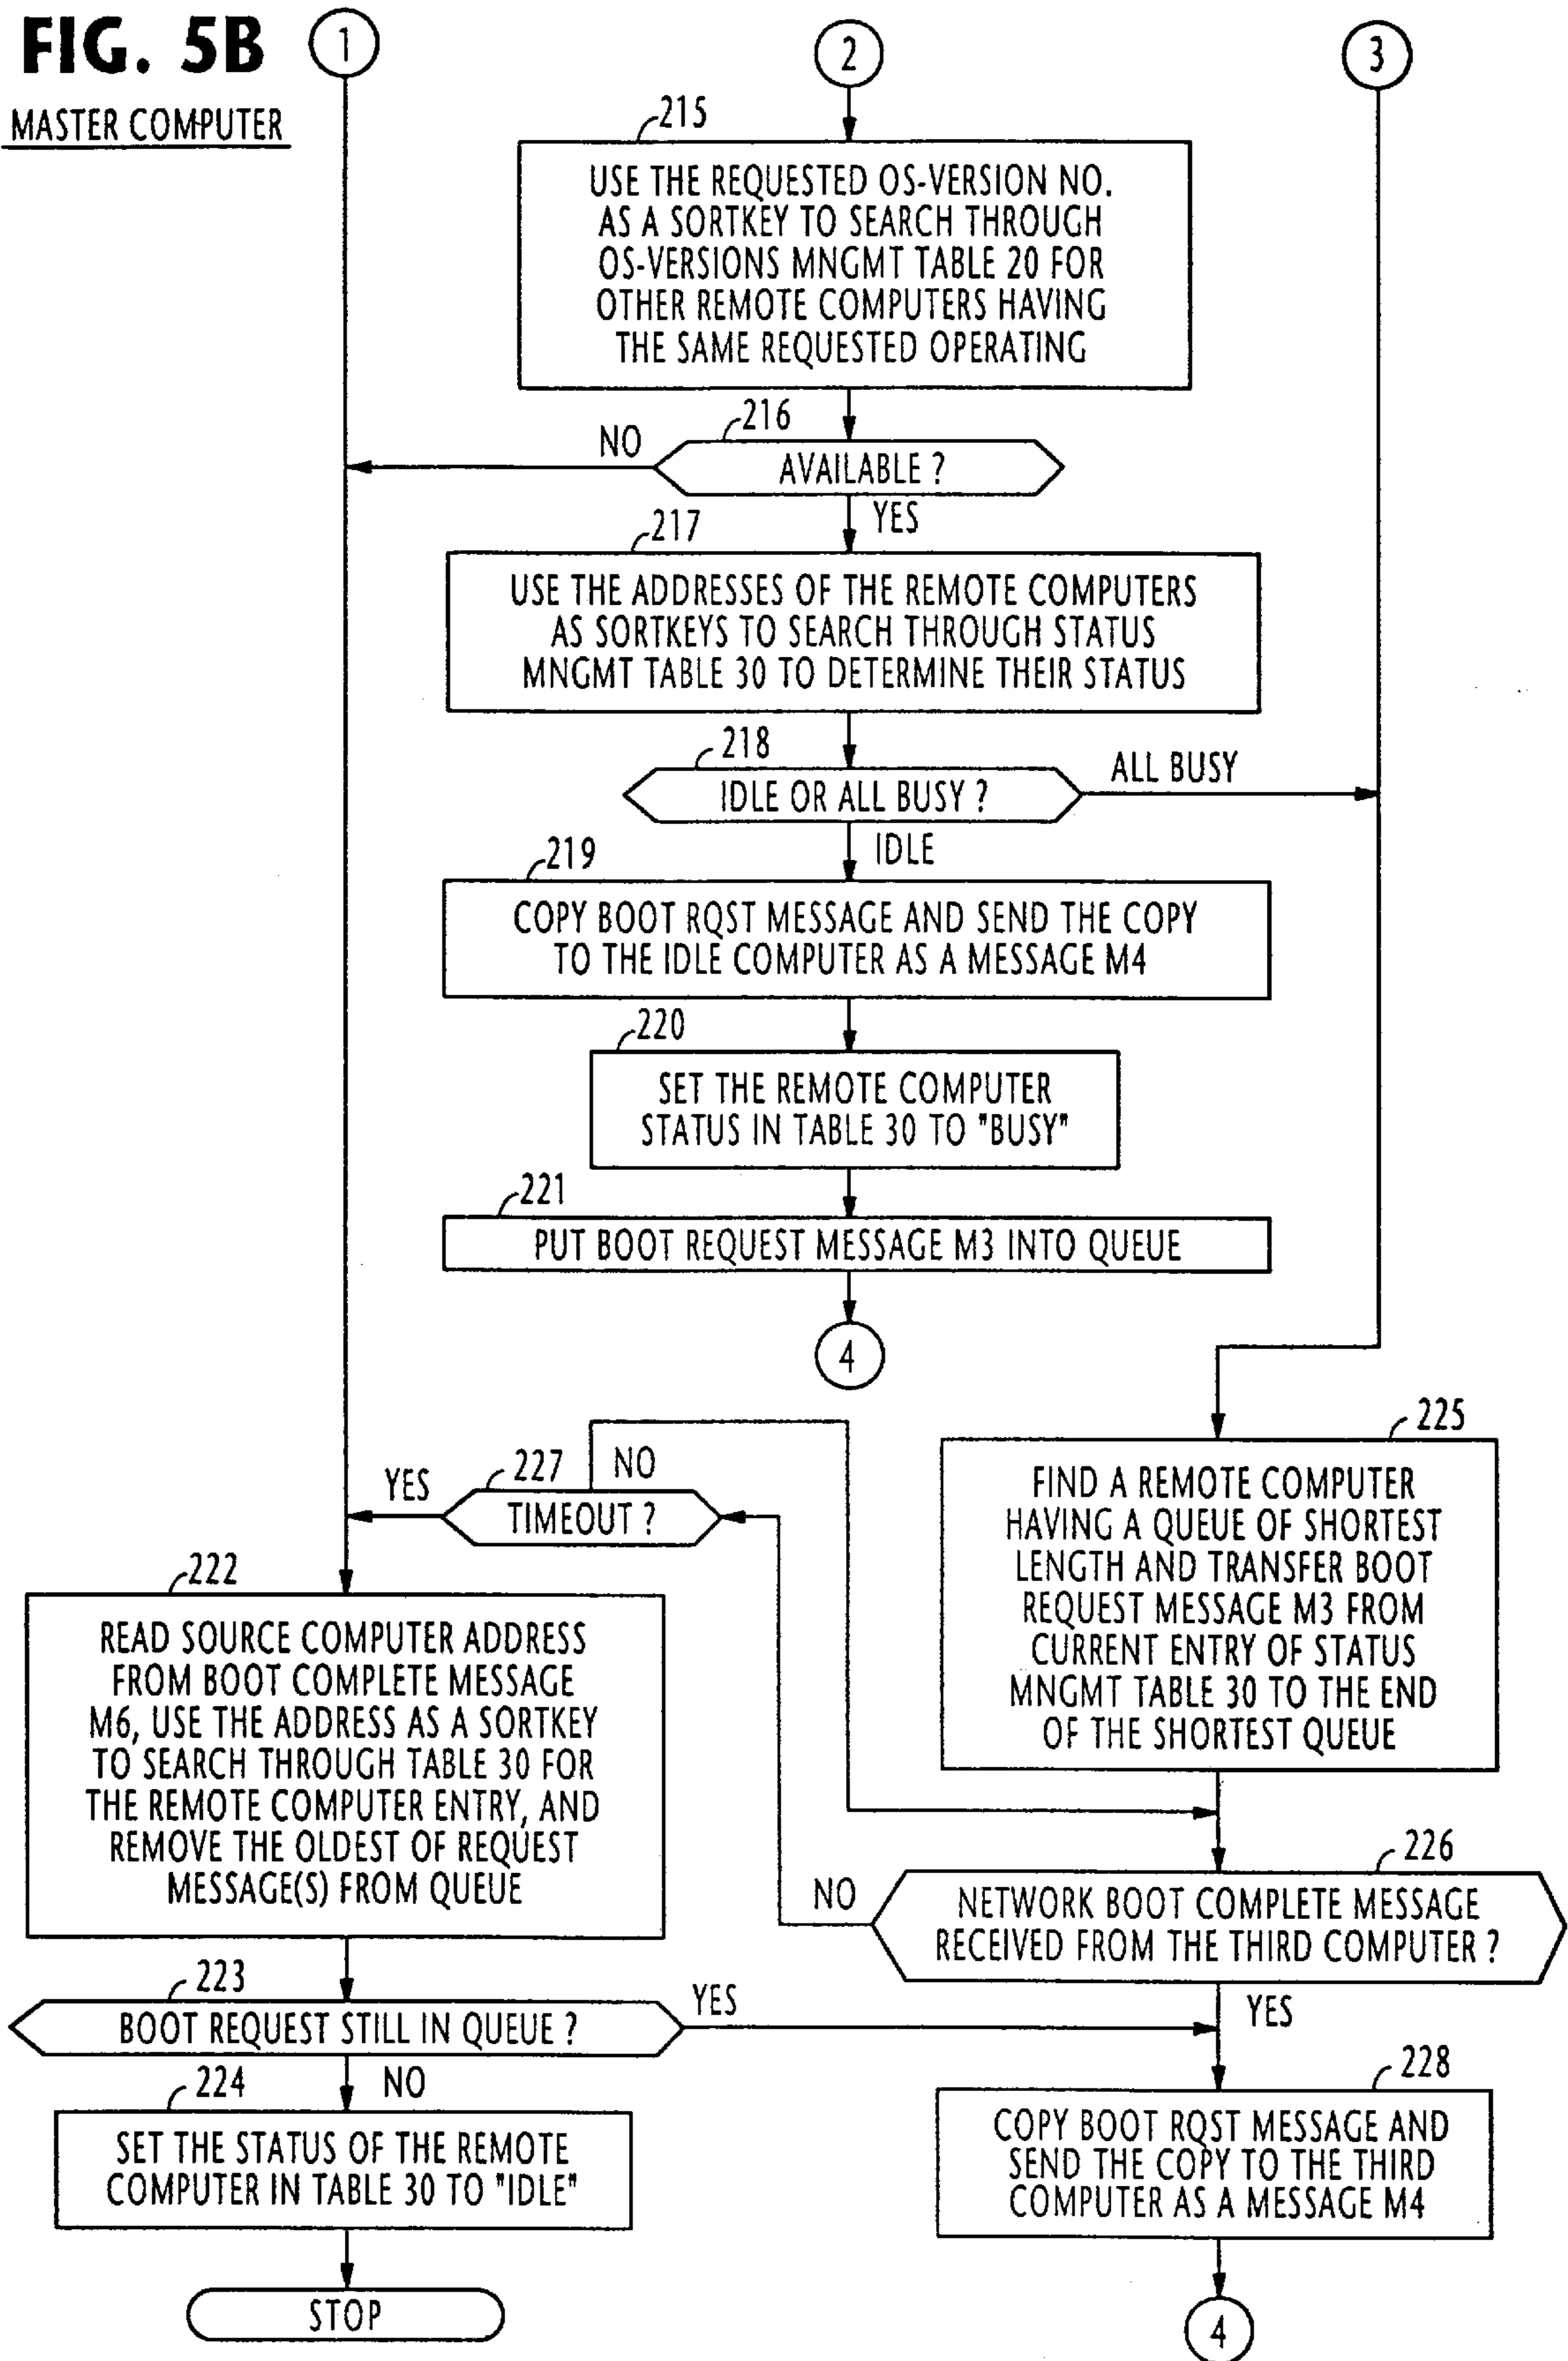 FIG. 5B
MASTER COMPUTER
1
2
3
215
USE THE REQUESTED OS-VERSION NO.
AS A SORTKEY TO SEARCH THROUGH
OS-VERSIONS MNGMT TABLE 20 FOR
OTHER REMOTE COMPUTERS HAVING
THE SAME REQUESTED OPERATING
216
NO
AVAILABLE ?
YES
217
USE THE ADDRESSES OF THE REMOTE COMPUTERS
AS SORTKEYS TO SEARCH THROUGH STATUS
MNGMT TABLE 30 TO DETERMINE THEIR STATUS
218
IDLE OR ALL BUSY ?
ALL BUSY
IDLE
219
COPY BOOT RQST MESSAGE AND SEND THE COPY
TO THE IDLE COMPUTER AS A MESSAGE M4
220
SET THE REMOTE COMPUTER
STATUS IN TABLE 30 TO "BUSY"
221
PUT BOOT REQUEST MESSAGE M3 INTO QUEUE
4
225
FIND A REMOTE COMPUTER
HAVING A QUEUE OF SHORTEST
LENGTH AND TRANSFER BOOT
REQUEST MESSAGE M3 FROM
CURRENT ENTRY OF STATUS
MNGMT TABLE 30 TO THE END
OF THE SHORTEST QUEUE
227
NO
YES
TIMEOUT ?
222
READ SOURCE COMPUTER ADDRESS
FROM BOOT COMPLETE MESSAGE
M6, USE THE ADDRESS AS A SORTKEY
TO SEARCH THROUGH TABLE 30 FOR
THE REMOTE COMPUTER ENTRY, AND
REMOVE THE OLDEST OF REQUEST
MESSAGE(S) FROM QUEUE
226
NO
NETWORK BOOT COMPLETE MESSAGE
RECEIVED FROM THE THIRD COMPUTER ?
YES
223
BOOT REQUEST STILL IN QUEUE ?
YES
NO
224
SET THE STATUS OF THE REMOTE
COMPUTER IN TABLE 30 TO "IDLE"
STOP
228
COPY BOOT RQST MESSAGE AND
SEND THE COPY TO THE THIRD
COMPUTER AS A MESSAGE M4
4